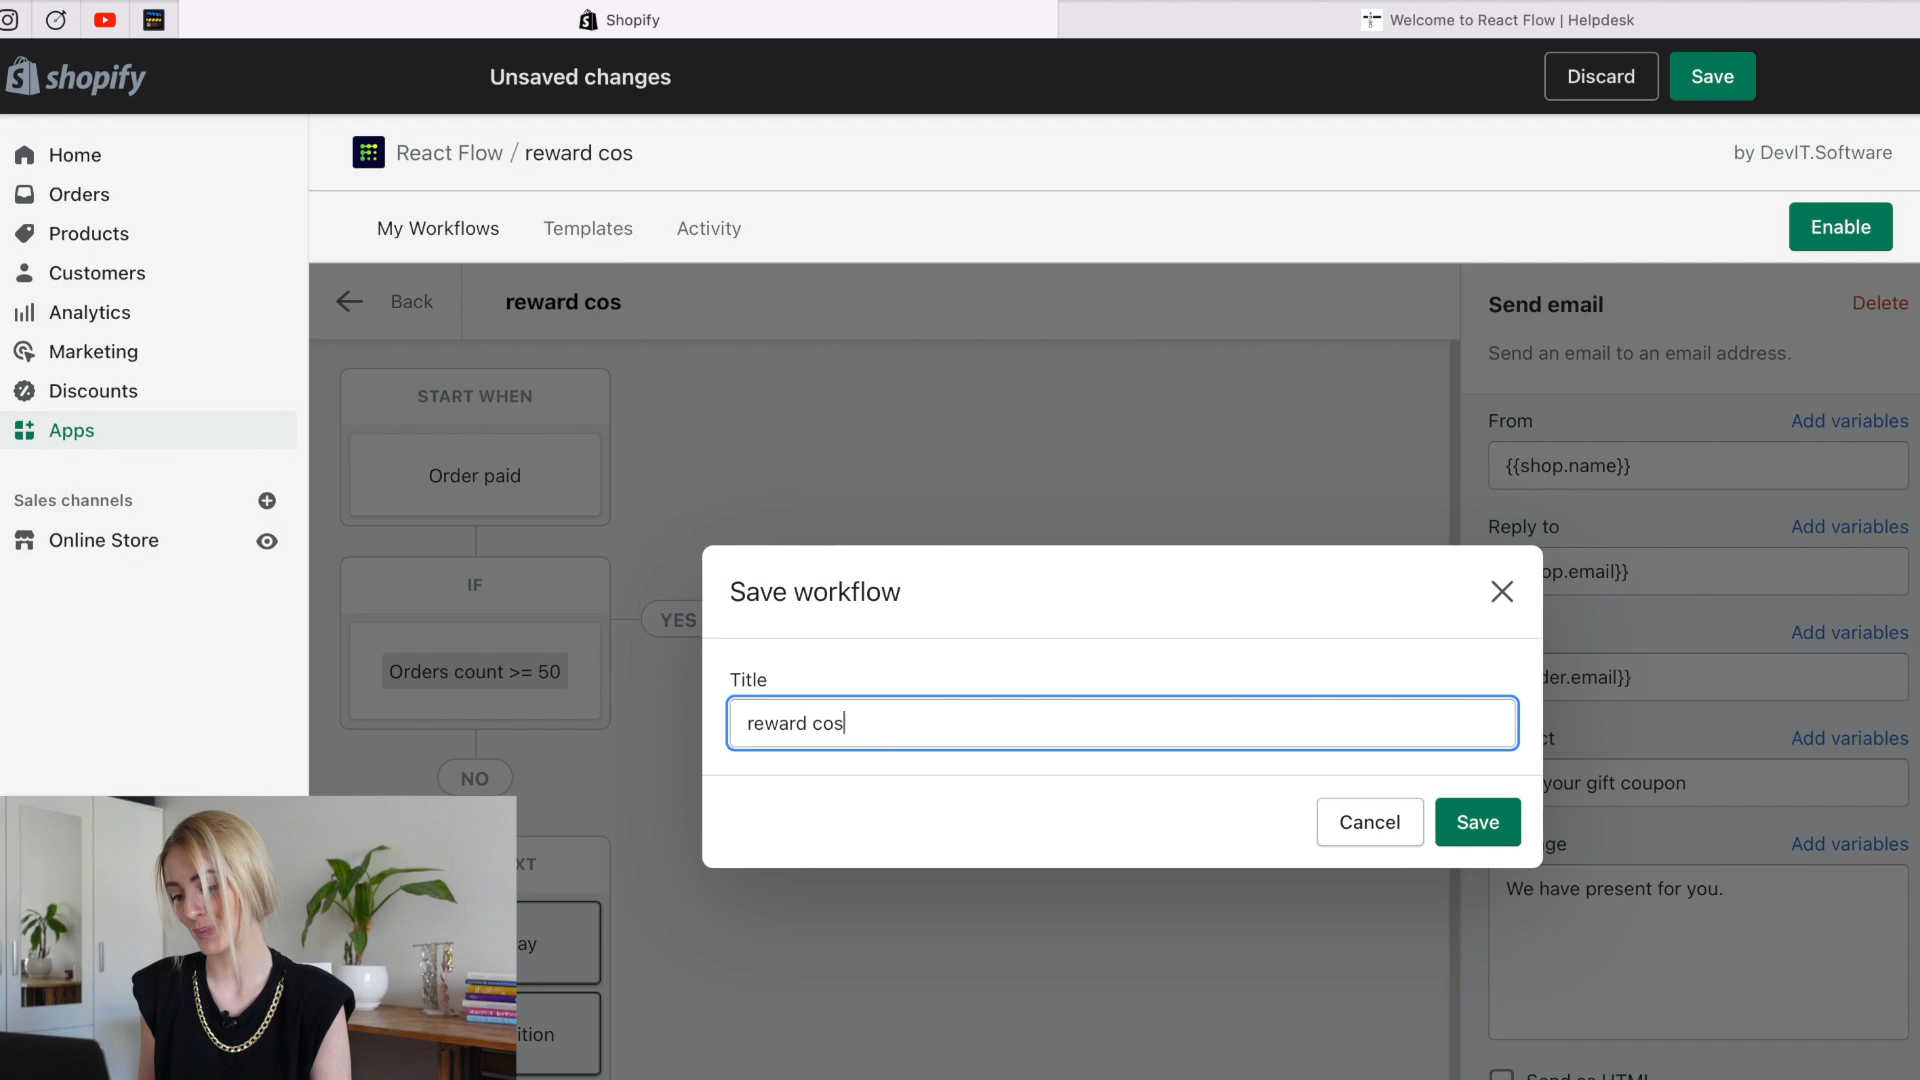 Shopify
Welcome to React Flow | Helpdesk
shopify
Unsaved changes
Discard
Save
Home
Orders
Products
Customers
Analytics
Marketing
Discounts
Apps
Sales channels
Online Store
React Flow / reward cos
by DevIT.Software
My Workflows
Templates
Activity
Enable
Back
reward cos
START WHEN
Order paid
IF
Orders count >= 50
YES
NO
XT
ay
ition
Save workflow
Title
reward cos
Cancel
Save
Send email
Delete
Send an email to an email address.
From
Add variables
{{shop.name}}
Reply to
Add variables
op.email}}
Add variables
der.email}}
ct
Add variables
your gift coupon
ge
Add variables
We have present for you.
Send as HTML